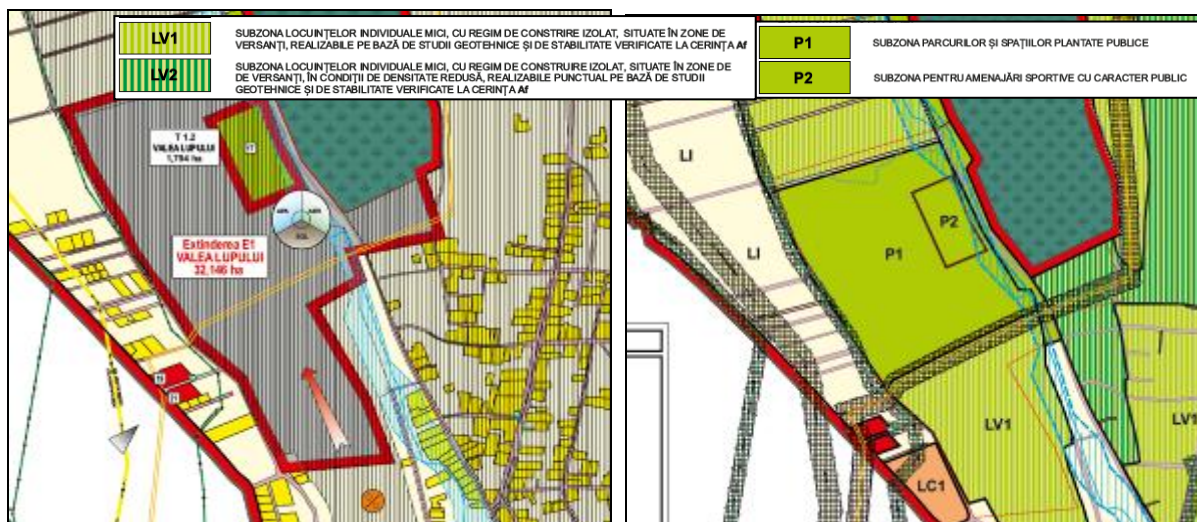 LV1
SUBZONA LOCUINȚELOR INDIVIDUALE MICI, CU REGIM DE CONSTRIRE IZOLAT, SITUATE ÎN ZONE DE
VERSANȚI, REALIZABILE PE BAZĂ DE STUDII GEOTEHNICE ȘI DE STABILITATE VERIFICATE LA CERINȚA Af
LV2
SUBZONA LOCUINȚELOR INDIVIDUALE MICI, CU REGIM DE CONSTRUIRE IZOLAT, SITUATE ÎN ZONE DE
DE VERSANȚI, ÎN CONDIȚII DE DENSITATE REDUSĂ, REALIZABILE PUNCTUAL PE BAZĂ DE STUDII
GEOTEHNICE ȘI DE STABILITATE VERIFICATE LA CERINȚA Af
P1
SUBZONA PARCURILOR ȘI SPAȚIILOR PLANTATE PUBLICE
P2
SUBZONA PENTRU AMENAJĂRI SPORTIVE CU CARACTER PUBLIC
T 1.2
VALEA LUPULUI
1,794 ha
Extinderea E1
VALEA LUPULUI
32,146 ha
LI
LI
P2
P1
LV1
LV1
LC1